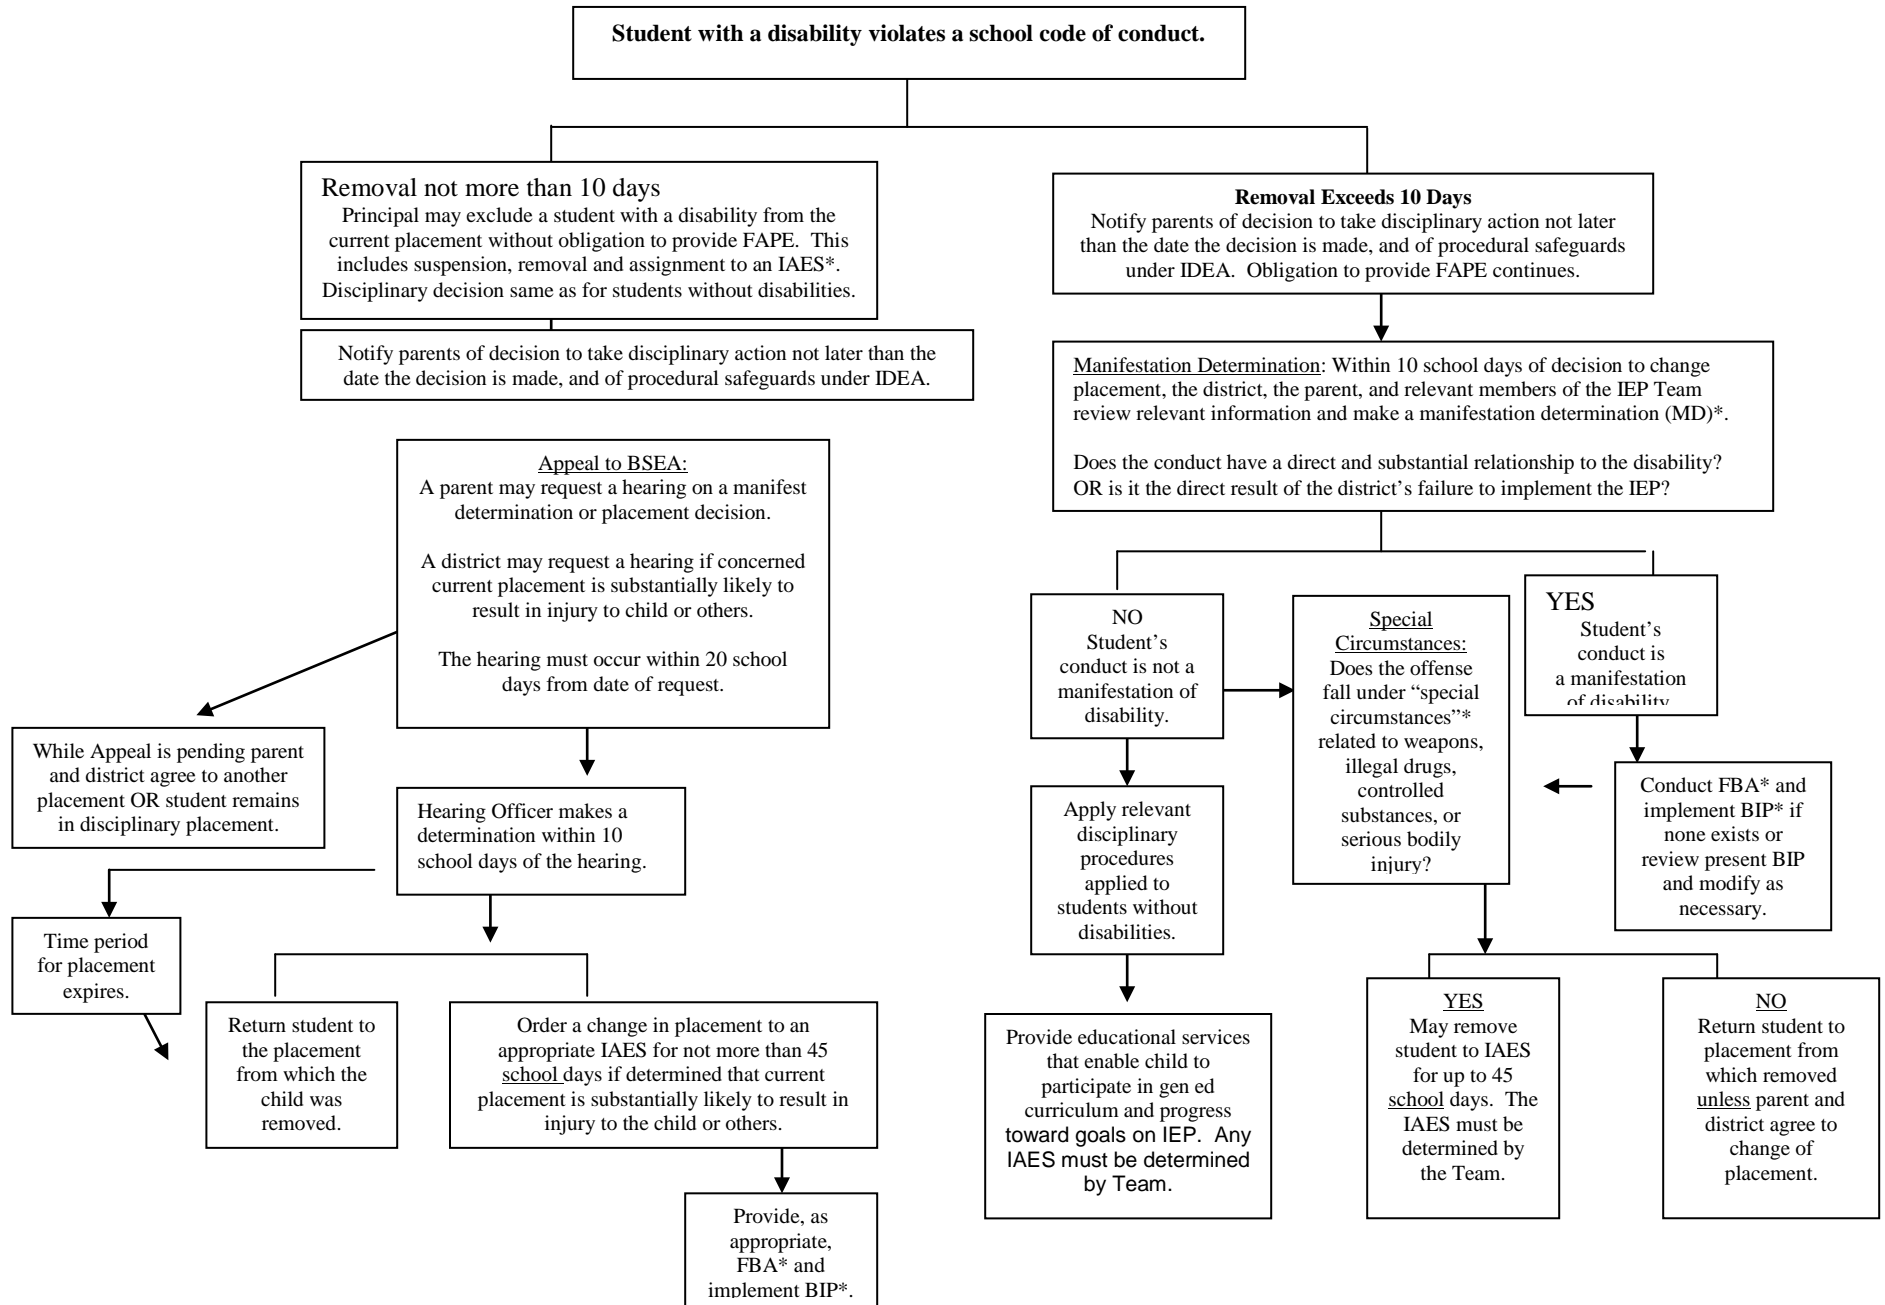 Student with a disability violates a school code of conduct.
Removal not more than 10 days
Principal may exclude a student with a disability from the
current placement without obligation to provide FAPE. This
includes suspension, removal and assignment to an IAES*.
Disciplinary decision same as for students without disabilities.
Notify parents of decision to take disciplinary action not later than the
date the decision is made, and of procedural safeguards under IDEA.
Removal Exceeds 10 Days
Notify parents of decision to take disciplinary action not later
than the date the decision is made, and of procedural safeguards
under IDEA. Obligation to provide FAPE continues.
Manifestation Determination: Within 10 school days of decision to change
placement, the district, the parent, and relevant members of the IEP Team
review relevant information and make a manifestation determination (MD)*.
Does the conduct have a direct and substantial relationship to the disability?
OR is it the direct result of the district’s failure to implement the IEP?
Appeal to BSEA:
A parent may request a hearing on a manifest
determination or placement decision.
A district may request a hearing if concerned
current placement is substantially likely to
result in injury to child or others.
The hearing must occur within 20 school
days from date of request.
While Appeal is pending parent
and district agree to another
placement OR student remains
in disciplinary placement.
Hearing Officer makes a
determination within 10
school days of the hearing.
Time period
for placement
expires.
Return student to
the placement
from which the
child was
removed.
Order a change in placement to an
appropriate IAES for not more than 45
school days if determined that current
placement is substantially likely to result in
injury to the child or others.
Provide, as
appropriate,
FBA* and
implement BIP*.
NO
Student’s
conduct is not a
manifestation of
disability.
Apply relevant
disciplinary
procedures
applied to
students without
disabilities.
Provide educational services
that enable child to
participate in gen ed
curriculum and progress
toward goals on IEP. Any
IAES must be determined
by Team.
Special
Circumstances:
Does the offense
fall under “special
circumstances”*
related to weapons,
illegal drugs,
controlled
substances, or
serious bodily
injury?
YES
Student’s
conduct is
a manifestation
of disability
Conduct FBA* and
implement BIP* if
none exists or
review present BIP
and modify as
necessary.
YES
May remove
student to IAES
for up to 45
school days. The
IAES must be
determined by
the Team.
NO
Return student to
placement from
which removed
unless parent and
district agree to
change of
placement.